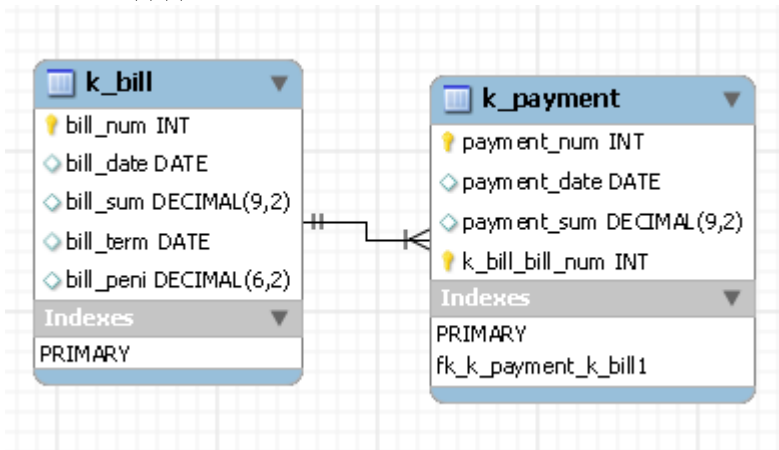 k_bill
bill_num INT
bill_date DATE
bill_sum DECIMAL(9,2)
bill_term DATE
bill_peni DECIMAL(6,2)
Indexes
PRIMARY
k_payment
payment_num INT
payment_date DATE
payment_sum DECIMAL(9,2)
k_bill_bill_num INT
Indexes
PRIMARY
fk_k_payment_k_bill1